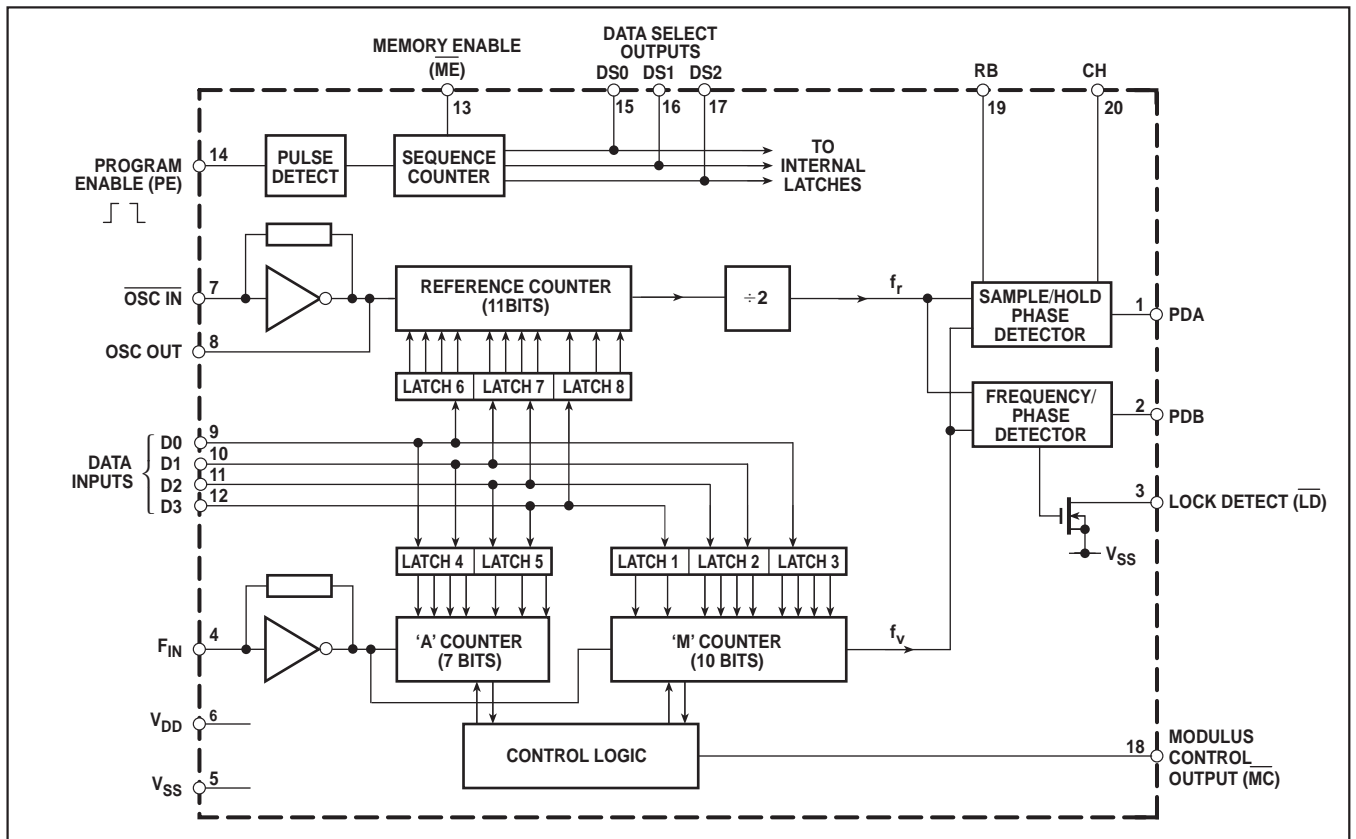 MEMORY ENABLE
(M̅E̅)
DATA SELECT
OUTPUTS
DS0 DS1 DS2
RB
CH
13
15
16
17
19
20
PROGRAM
ENABLE (PE)
14
PULSE
DETECT
SEQUENCE
COUNTER
TO
INTERNAL
LATCHES
O̅S̅C̅ I̅N̅
7
OSC OUT
8
REFERENCE COUNTER
(11BITS)
÷2
fr
SAMPLE/HOLD
PHASE
DETECTOR
1
PDA
LATCH 6
LATCH 7
LATCH 8
FREQUENCY/
PHASE
DETECTOR
2
PDB
DATA
INPUTS
D0
9
D1
10
D2
11
D3
12
3
LOCK DETECT (L̅D̅)
VSS
LATCH 4
LATCH 5
LATCH 1
LATCH 2
LATCH 3
FIN
4
'A' COUNTER
(7 BITS)
'M' COUNTER
(10 BITS)
fv
VDD
6
VSS
5
CONTROL LOGIC
18
MODULUS
CONTROL
OUTPUT (M̅C̅)